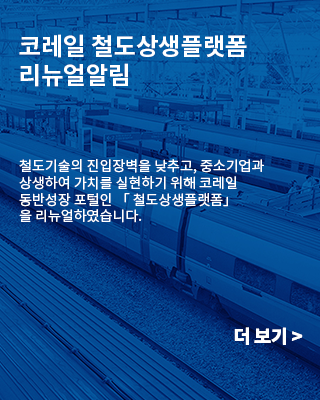 코레일 철도상생플랫폼
리뉴얼알림
철도기술의 진입장벽을 낮추고, 중소기업과
상생하여 가치를 실현하기 위해 코레일
동반성장 포털인 「 철도상생플랫폼」
을 리뉴얼하였습니다.
더 보기 >